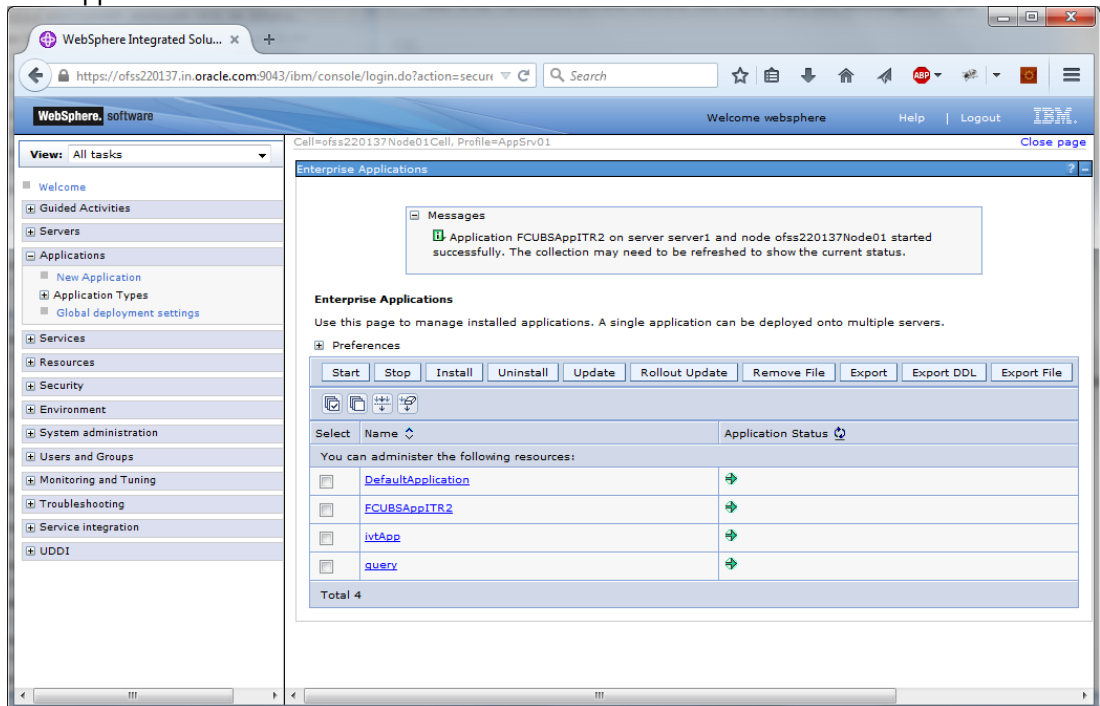 WebSphere Integrated Solu... × +
https://ofss220137.in.oracle.com:9043/ibm/console/login.do?action=secure
Search
ABP
WebSphere. software
Welcome websphere
Help | Logout
IBM.
View: All tasks
Cell=ofss220137Node01Cell, Profile=AppSrv01
Close page
Welcome
Guided Activities
Servers
Applications
New Application
Application Types
Global deployment settings
Services
Resources
Security
Environment
System administration
Users and Groups
Monitoring and Tuning
Troubleshooting
Service integration
UDDI
Enterprise Applications
? -
Messages
Application FCUBSAppITR2 on server server1 and node ofss220137Node01 started
successfully. The collection may need to be refreshed to show the current status.
Enterprise Applications
Use this page to manage installed applications. A single application can be deployed onto multiple servers.
Preferences
Start Stop Install Uninstall Update Rollout Update Remove File Export Export DDL Export File
Select Name Application Status
You can administer the following resources:
DefaultApplication
FCUBSAppITR2
ivtApp
query
Total 4